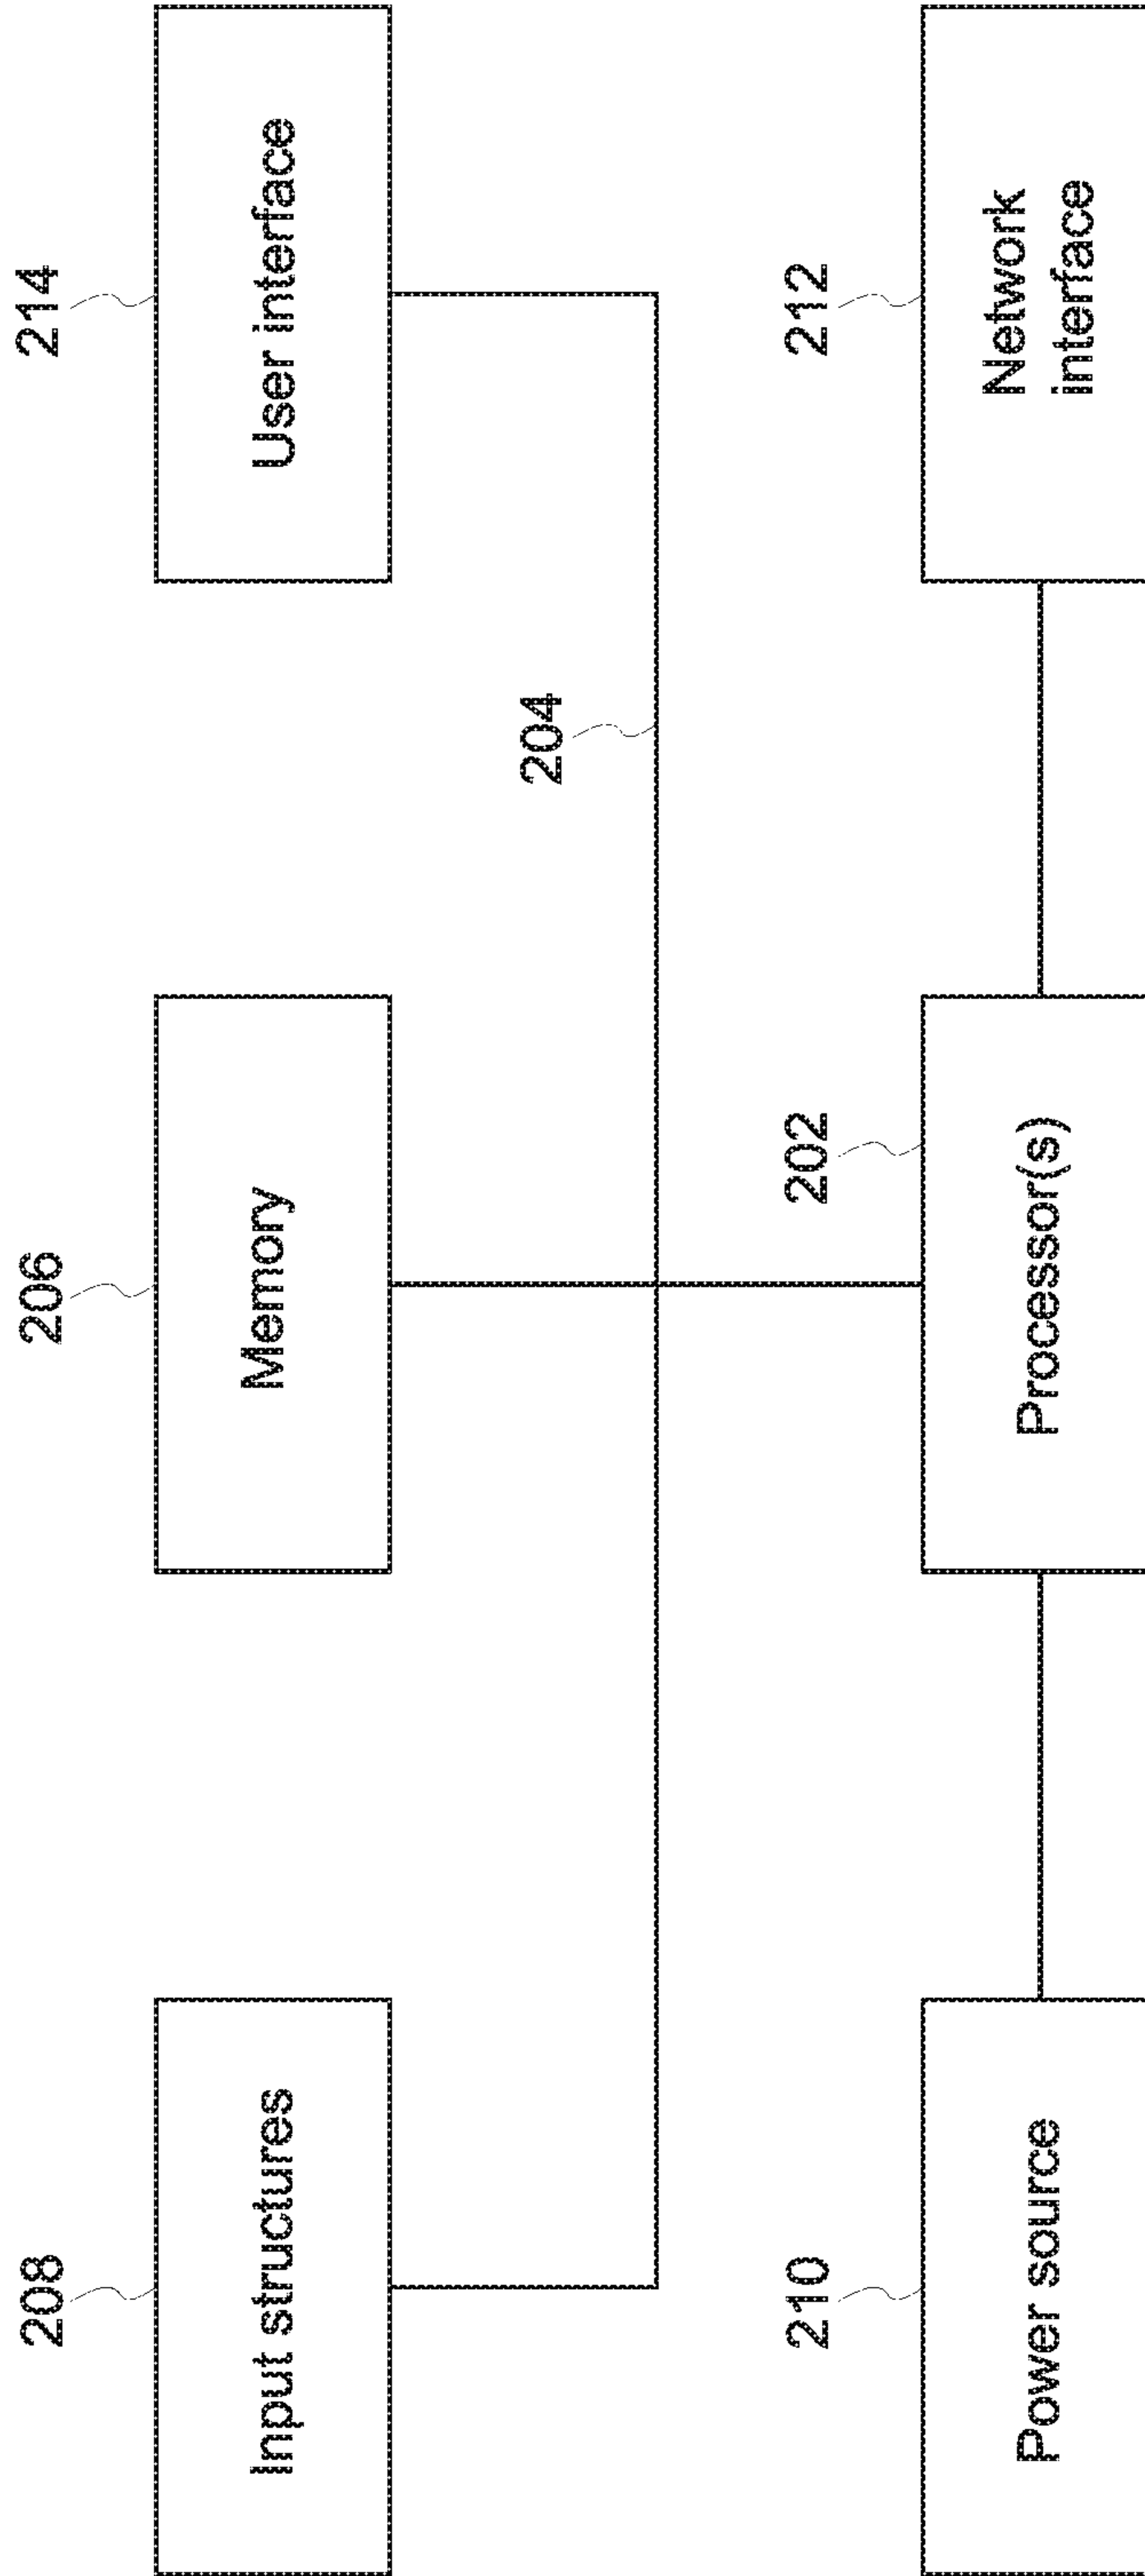 208
Input structures
206
Memory
214
User interface
204
210
Power source
202
Processor(s)
212
Network
interface